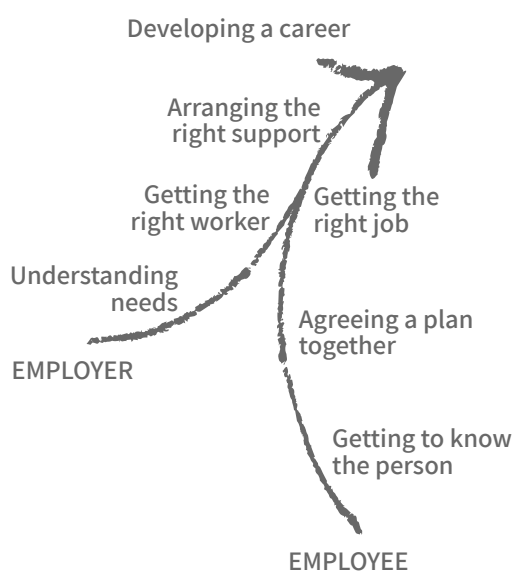 Developing a career
Arranging the
right support
Getting the
right worker
Getting the
right job
Understanding
needs
Agreeing a plan
together
EMPLOYER
Getting to know
the person
EMPLOYEE